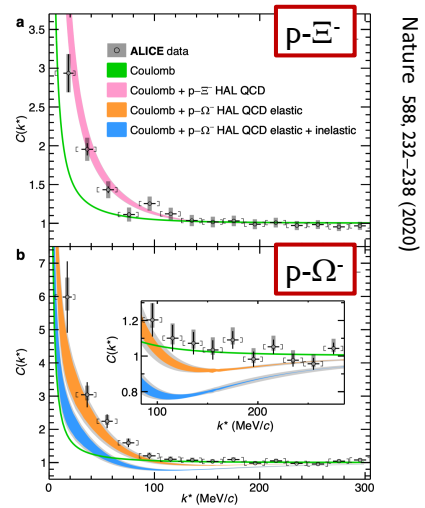 a
p-Ξ⁻
C(k*)
3.5
3
2.5
2
1.5
1
ALICE data
Coulomb
Coulomb + p–Ξ⁻ HAL QCD
Coulomb + p–Ω⁻ HAL QCD elastic
Coulomb + p–Ω⁻ HAL QCD elastic + inelastic
b
p-Ω⁻
C(k*)
7
6
5
4
3
2
1
C(k*)
1.2
1
0.8
100 200
k* (MeV/c)
0 100 200 300
k* (MeV/c)
Nature 588, 232–238 (2020)